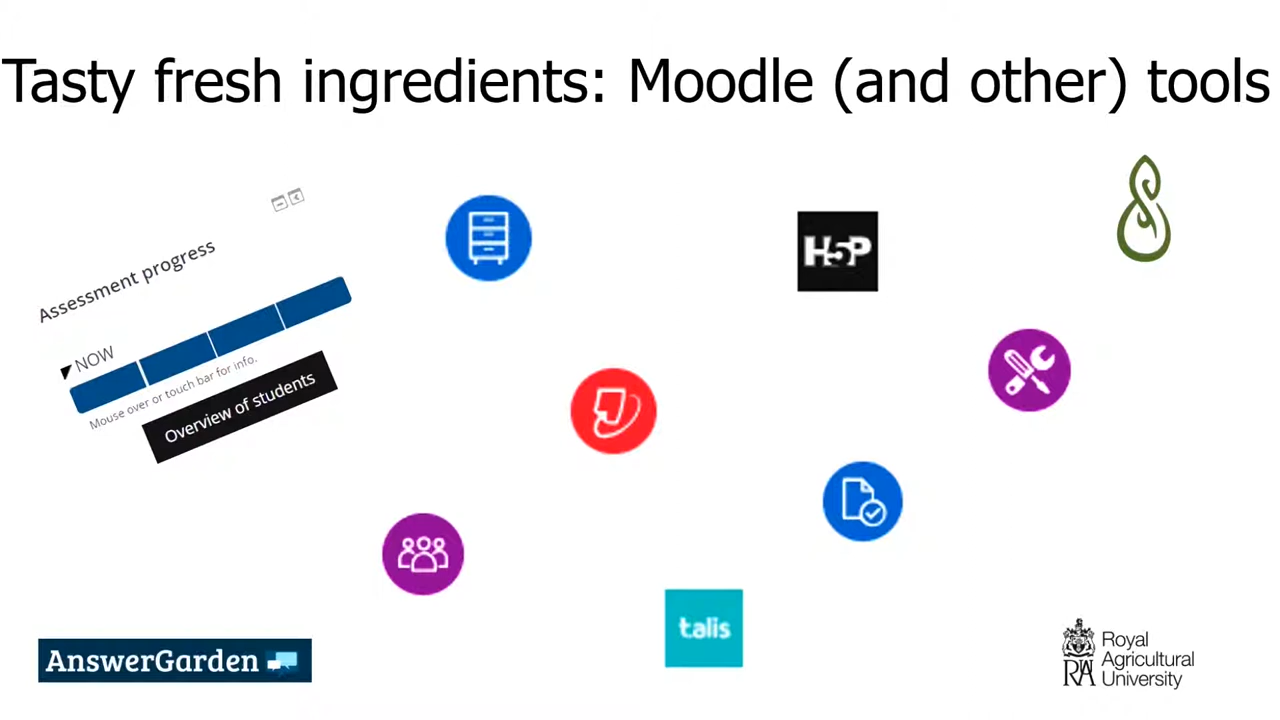 Tasty fresh ingredients: Moodle (and other) tools
Assessment progress
NOW
Mouse over or touch bar for info.
Overview of students
H5P
talis
AnswerGarden
RAU
Royal
Agricultural
University